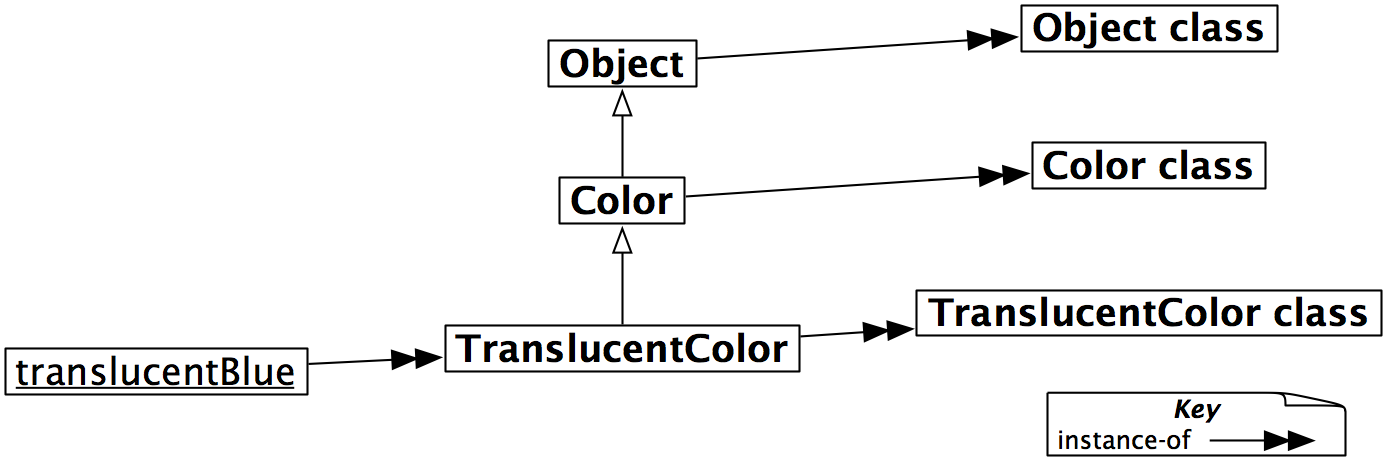 Object class
Object
Color class
Color
TranslucentColor class
TranslucentColor
translucentBlue
Key
instance-of